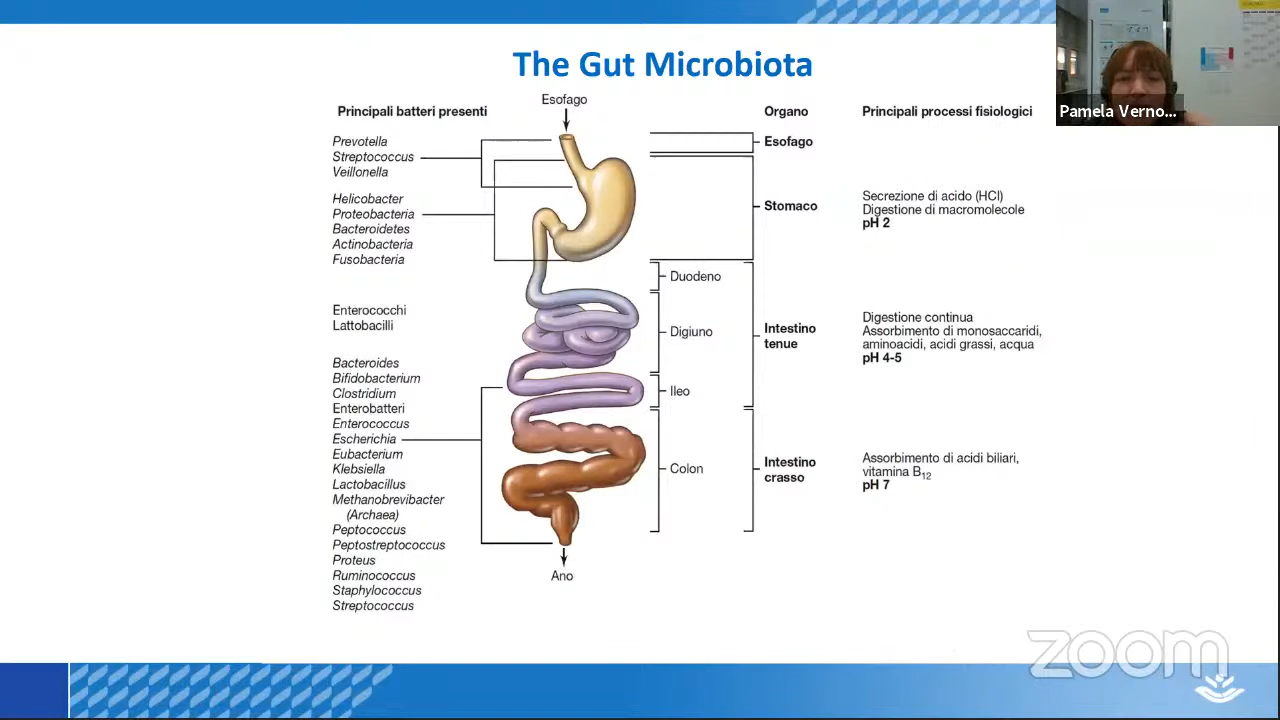 The Gut Microbiota
Pamela Verno...
Principali batteri presenti
Esofago
Organo
Principali processi fisiologici
Prevotella
Streptococcus
Veillonella
Esofago
Helicobacter
Proteobacteria
Bacteroidetes
Actinobacteria
Fusobacteria
Stomaco
Secrezione di acido (HCl)
Digestione di macromolecole
pH 2
Duodeno
Enterococchi
Lattobacilli
Digiuno
Intestino
tenue
Digestione continua
Assorbimento di monosaccaridi,
aminoacidi, acidi grassi, acqua
pH 4-5
Ileo
Bacteroides
Bifidobacterium
Clostridium
Enterobatteri
Enterococcus
Escherichia
Eubacterium
Klebsiella
Lactobacillus
Methanobrevibacter
(Archaea)
Peptococcus
Peptostreptococcus
Proteus
Ruminococcus
Staphylococcus
Streptococcus
Colon
Intestino
crasso
Assorbimento di acidi biliari,
vitamina B12
pH 7
Ano
zoom